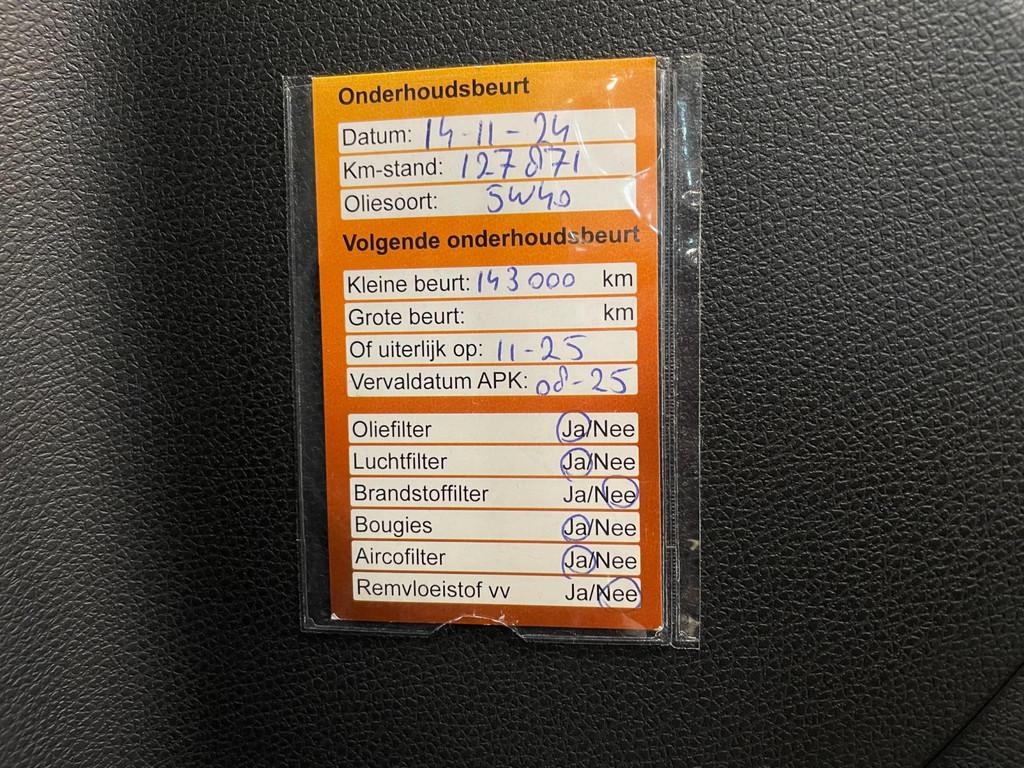 Onderhoudsbeurt
Datum: 14-11-24
Km-stand: 127871
Oliesoort: 5W40
Volgende onderhoudsbeurt
Kleine beurt: 143000 km
Grote beurt: km
Of uiterlijk op: 11-25
Vervaldatum APK: 08-25
Oliefilter Ja/Nee
Luchtfilter Ja/Nee
Brandstoffilter Ja/Nee
Bougies Ja/Nee
Aircofilter Ja/Nee
Remvloeistof vv Ja/Nee